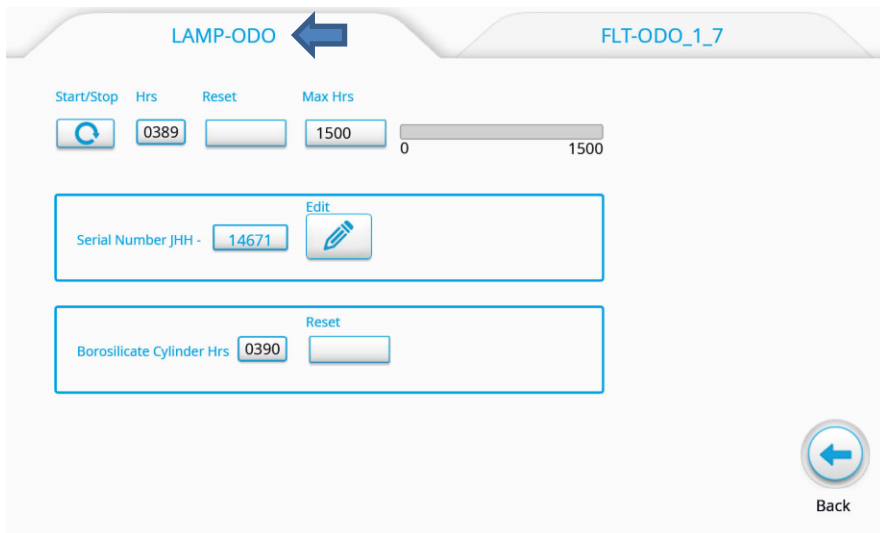 LAMP-ODO FLT-ODO_1_7
Start/Stop Hrs Reset Max Hrs
0389 1500
0 1500
Edit
Serial Number JHH - 14671
Reset
Borosilicate Cylinder Hrs 0390
Back